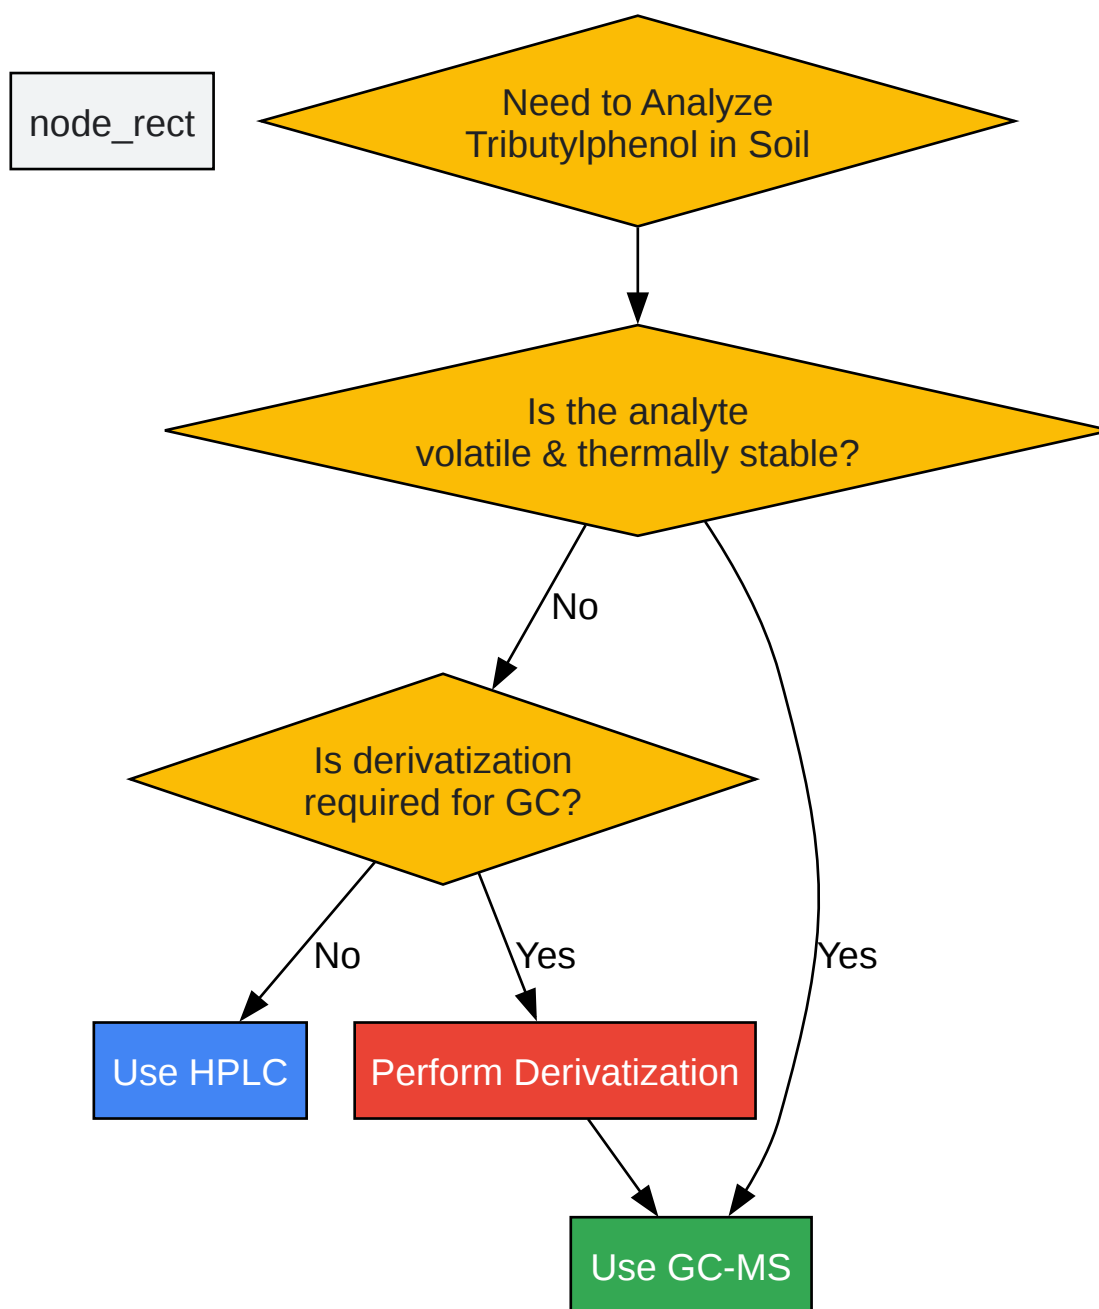 node_rect
Need to Analyze
Tributylphenol in Soil
Is the analyte
volatile & thermally stable?
No
Is derivatization
required for GC?
No
Yes
Yes
Use HPLC
Perform Derivatization
Use GC-MS